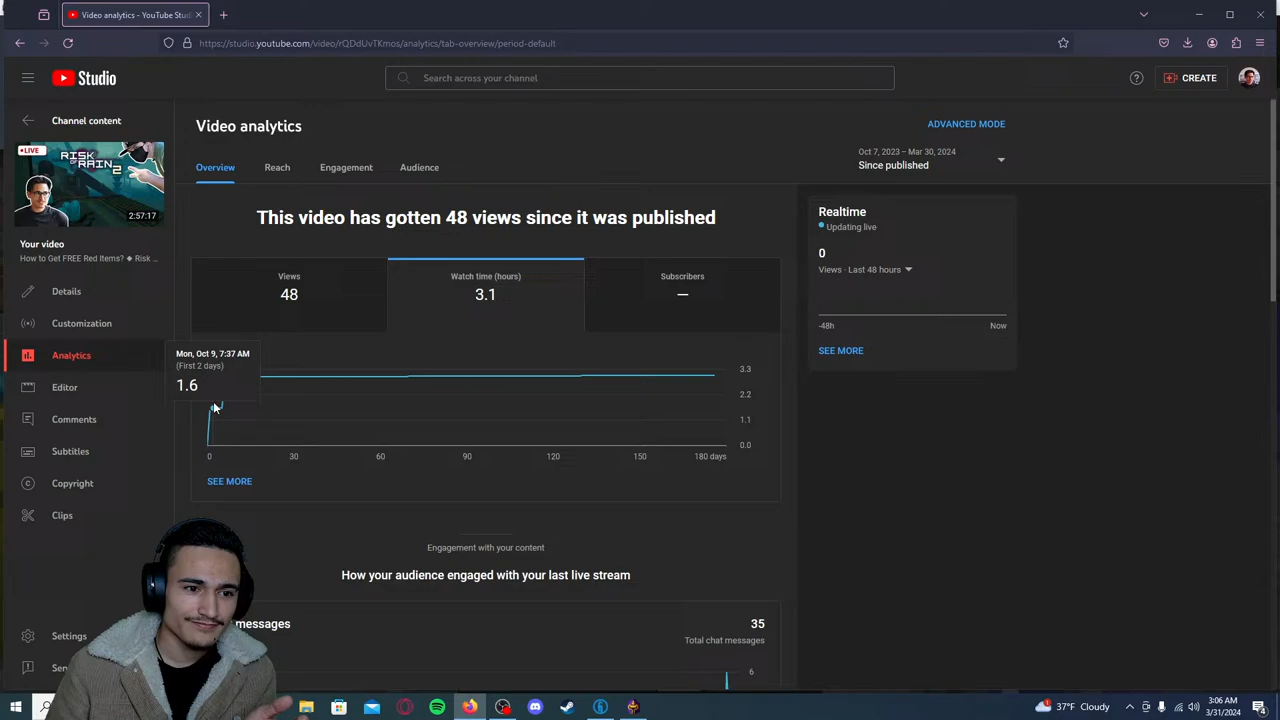 Video analytics - YouTube Stud
https://studio.youtube.com/video/rQDdUvTKmos/analytics/tab-overview/period-default
Studio
Search across your channel
CREATE
Channel content
LIVE
RISK OF RAIN 2
2:57:17
Your video
How to Get FREE Red Items? ◆ Risk ...
Details
Customization
Analytics
Editor
Comments
Subtitles
Copyright
Clips
Settings
Video analytics
ADVANCED MODE
Oct 7, 2023 – Mar 30, 2024
Since published
Overview
Reach
Engagement
Audience
This video has gotten 48 views since it was published
Views
48
Watch time (hours)
3.1
Subscribers
—
Mon, Oct 9, 7:37 AM
(First 2 days)
1.6
3.3
2.2
1.1
0.0
0 30 60 90 120 150 180 days
SEE MORE
Realtime
Updating live
0
Views · Last 48 hours
-48h Now
SEE MORE
Engagement with your content
How your audience engaged with your last live stream
messages
35
Total chat messages
6
37°F Cloudy
3:06 AM
3/31/2024